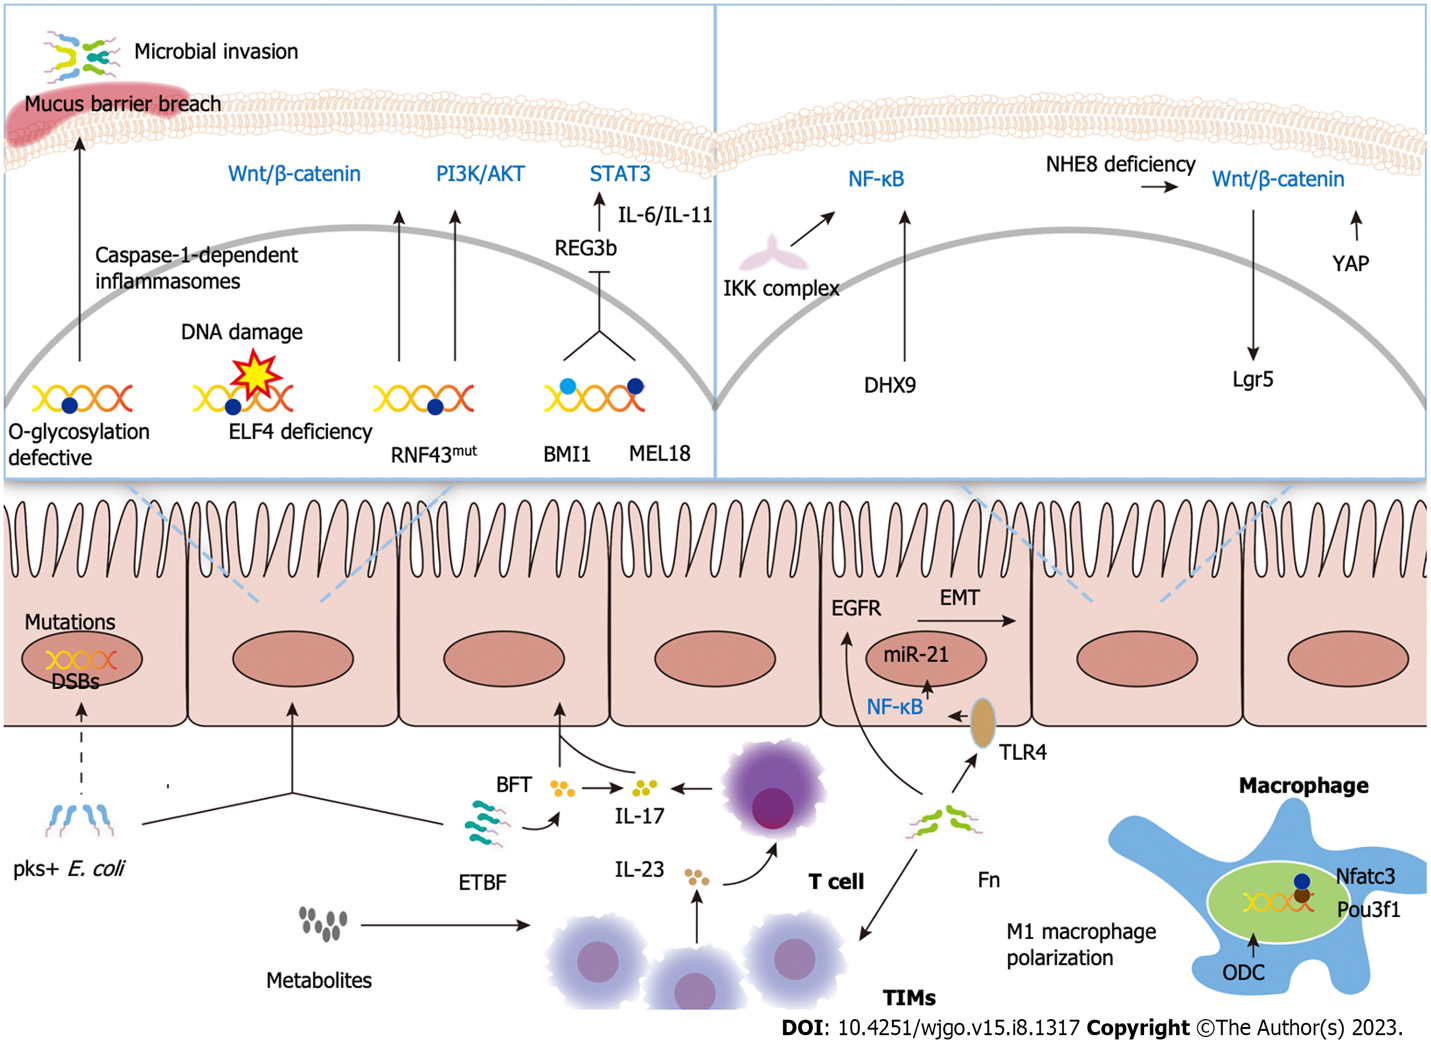 Microbial invasion
Mucus barrier breach
Wnt/β-catenin
PI3K/AKT
STAT3
IL-6/IL-11
REG3b
Caspase-1-dependent
inflammasomes
DNA damage
O-glycosylation
defective
ELF4 deficiency
RNF43mut
BMI1
MEL18
NF-κB
NHE8 deficiency
Wnt/β-catenin
IKK complex
YAP
DHX9
Lgr5
Mutations
DSBs
EGFR
EMT
miR-21
NF-κB
TLR4
BFT
IL-17
Macrophage
pks+ E. coli
ETBF
IL-23
T cell
Fn
Nfatc3
Pou3f1
M1 macrophage
polarization
ODC
Metabolites
TIMs
DOI: 10.4251/wjgo.v15.i8.1317 Copyright ©The Author(s) 2023.